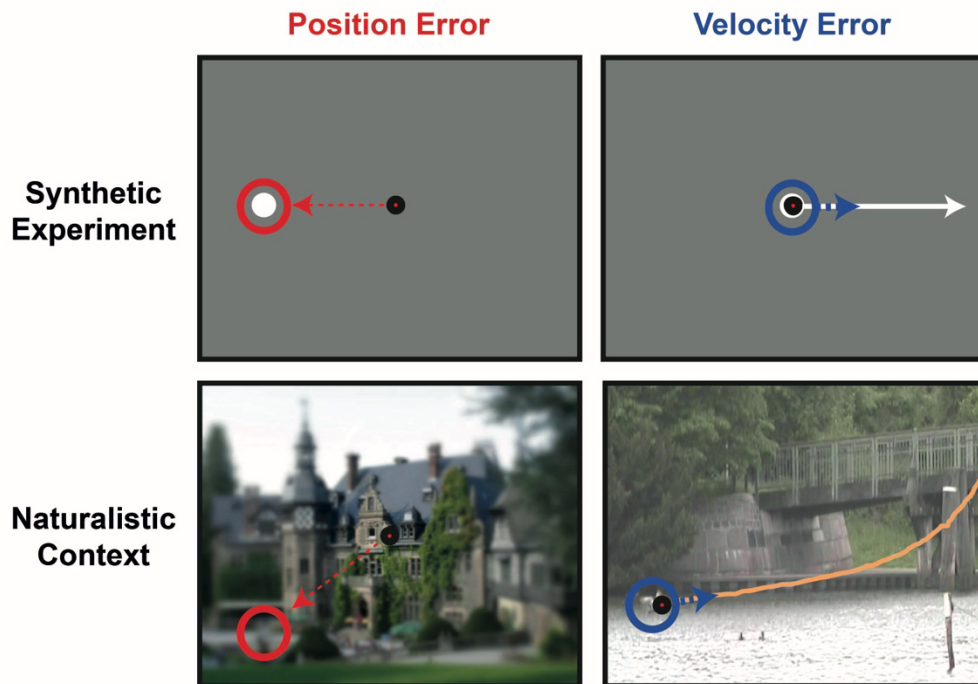 Position Error
Velocity Error
Synthetic
Experiment
Naturalistic
Context